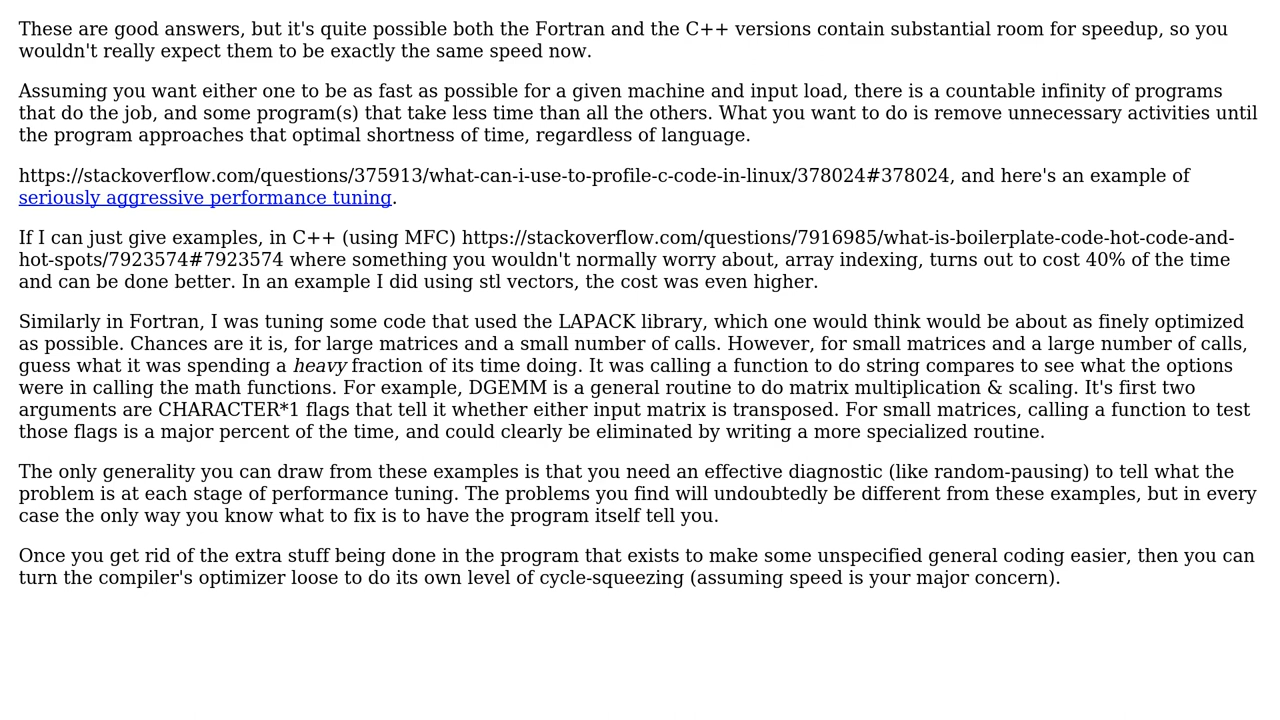 These are good answers, but it's quite possible both the Fortran and the C++ versions contain substantial room for speedup, so you
wouldn't really expect them to be exactly the same speed now.
Assuming you want either one to be as fast as possible for a given machine and input load, there is a countable infinity of programs
that do the job, and some program(s) that take less time than all the others. What you want to do is remove unnecessary activities until
the program approaches that optimal shortness of time, regardless of language.
https://stackoverflow.com/questions/375913/what-can-i-use-to-profile-c-code-in-linux/378024#378024, and here's an example of
seriously aggressive performance tuning.
If I can just give examples, in C++ (using MFC) https://stackoverflow.com/questions/7916985/what-is-boilerplate-code-hot-code-and-
hot-spots/7923574#7923574 where something you wouldn't normally worry about, array indexing, turns out to cost 40% of the time
and can be done better. In an example I did using stl vectors, the cost was even higher.
Similarly in Fortran, I was tuning some code that used the LAPACK library, which one would think would be about as finely optimized
as possible. Chances are it is, for large matrices and a small number of calls. However, for small matrices and a large number of calls,
guess what it was spending a heavy fraction of its time doing. It was calling a function to do string compares to see what the options
were in calling the math functions. For example, DGEMM is a general routine to do matrix multiplication & scaling. It's first two
arguments are CHARACTER*1 flags that tell it whether either input matrix is transposed. For small matrices, calling a function to test
those flags is a major percent of the time, and could clearly be eliminated by writing a more specialized routine.
The only generality you can draw from these examples is that you need an effective diagnostic (like random-pausing) to tell what the
problem is at each stage of performance tuning. The problems you find will undoubtedly be different from these examples, but in every
case the only way you know what to fix is to have the program itself tell you.
Once you get rid of the extra stuff being done in the program that exists to make some unspecified general coding easier, then you can
turn the compiler's optimizer loose to do its own level of cycle-squeezing (assuming speed is your major concern).